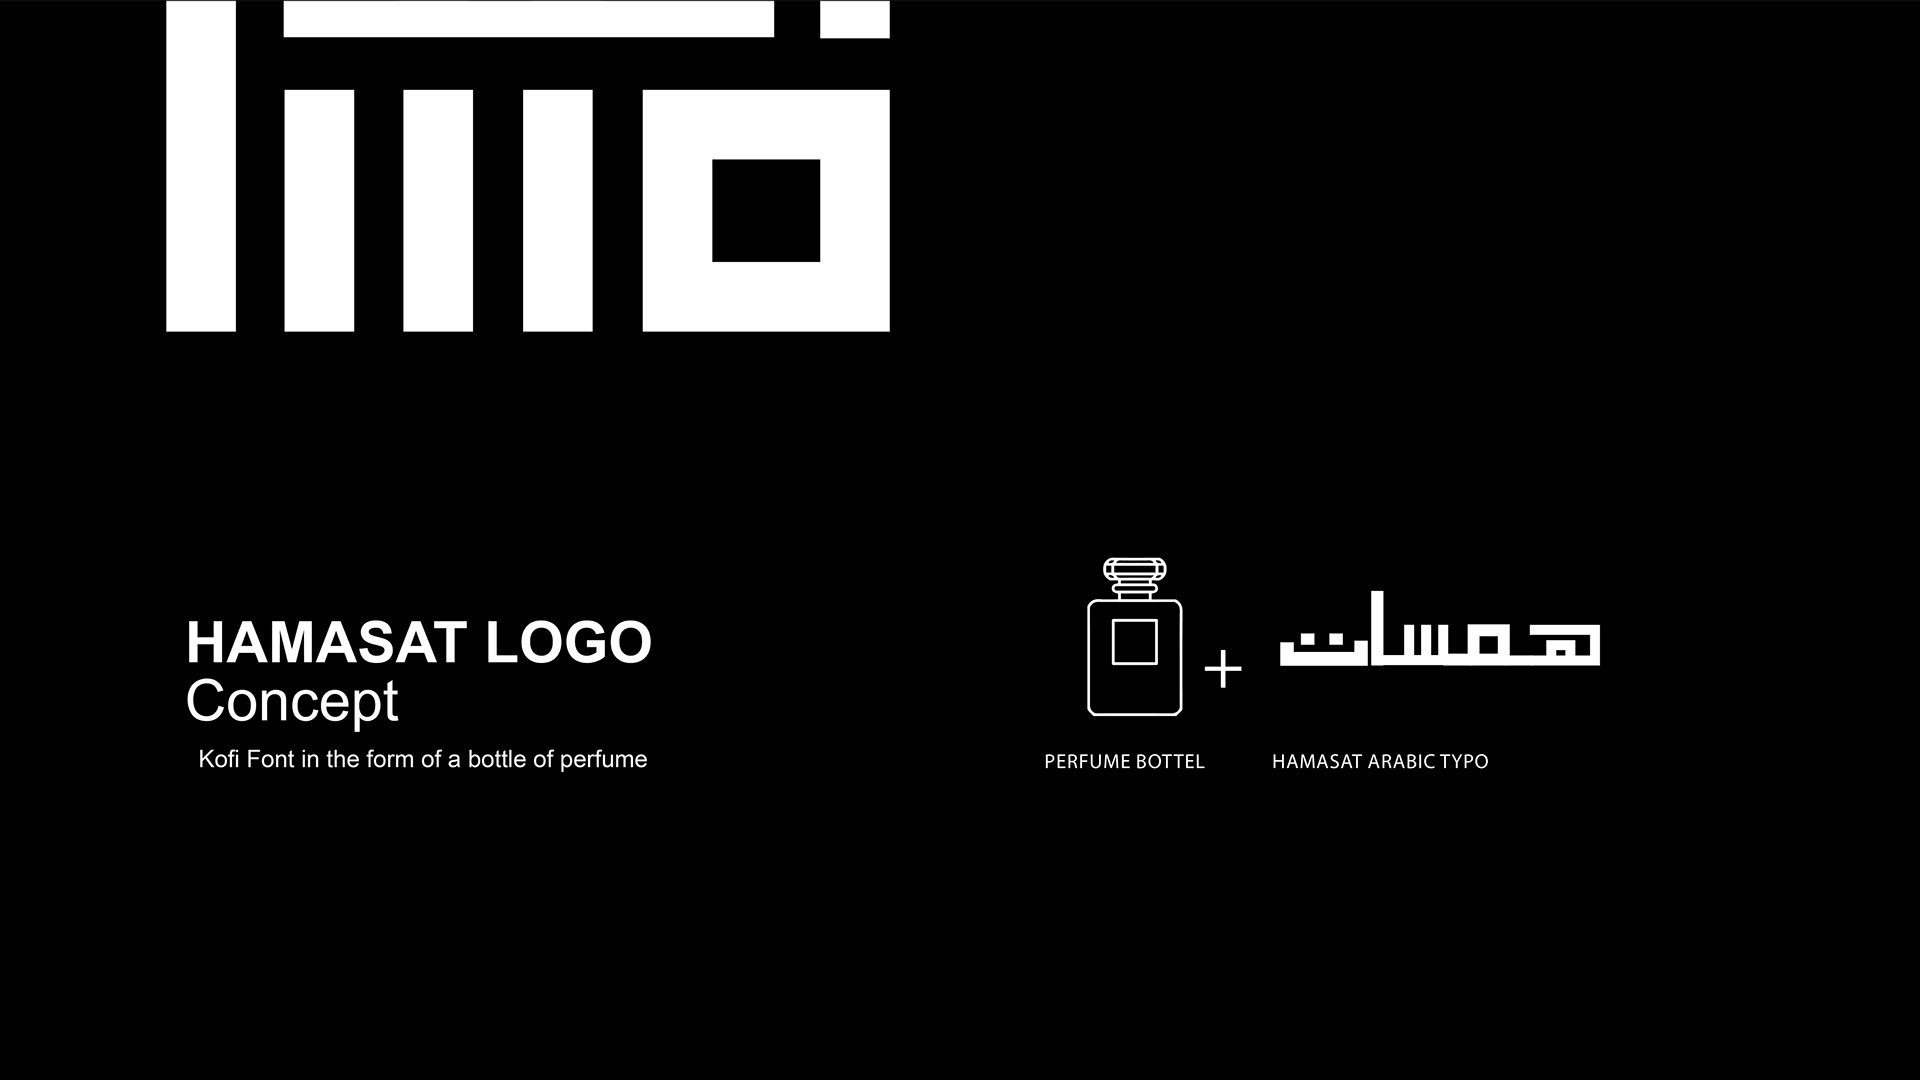 HAMASAT LOGO
Concept
Kofi Font in the form of a bottle of perfume
همسات
PERFUME BOTTEL
HAMASAT ARABIC TYPO